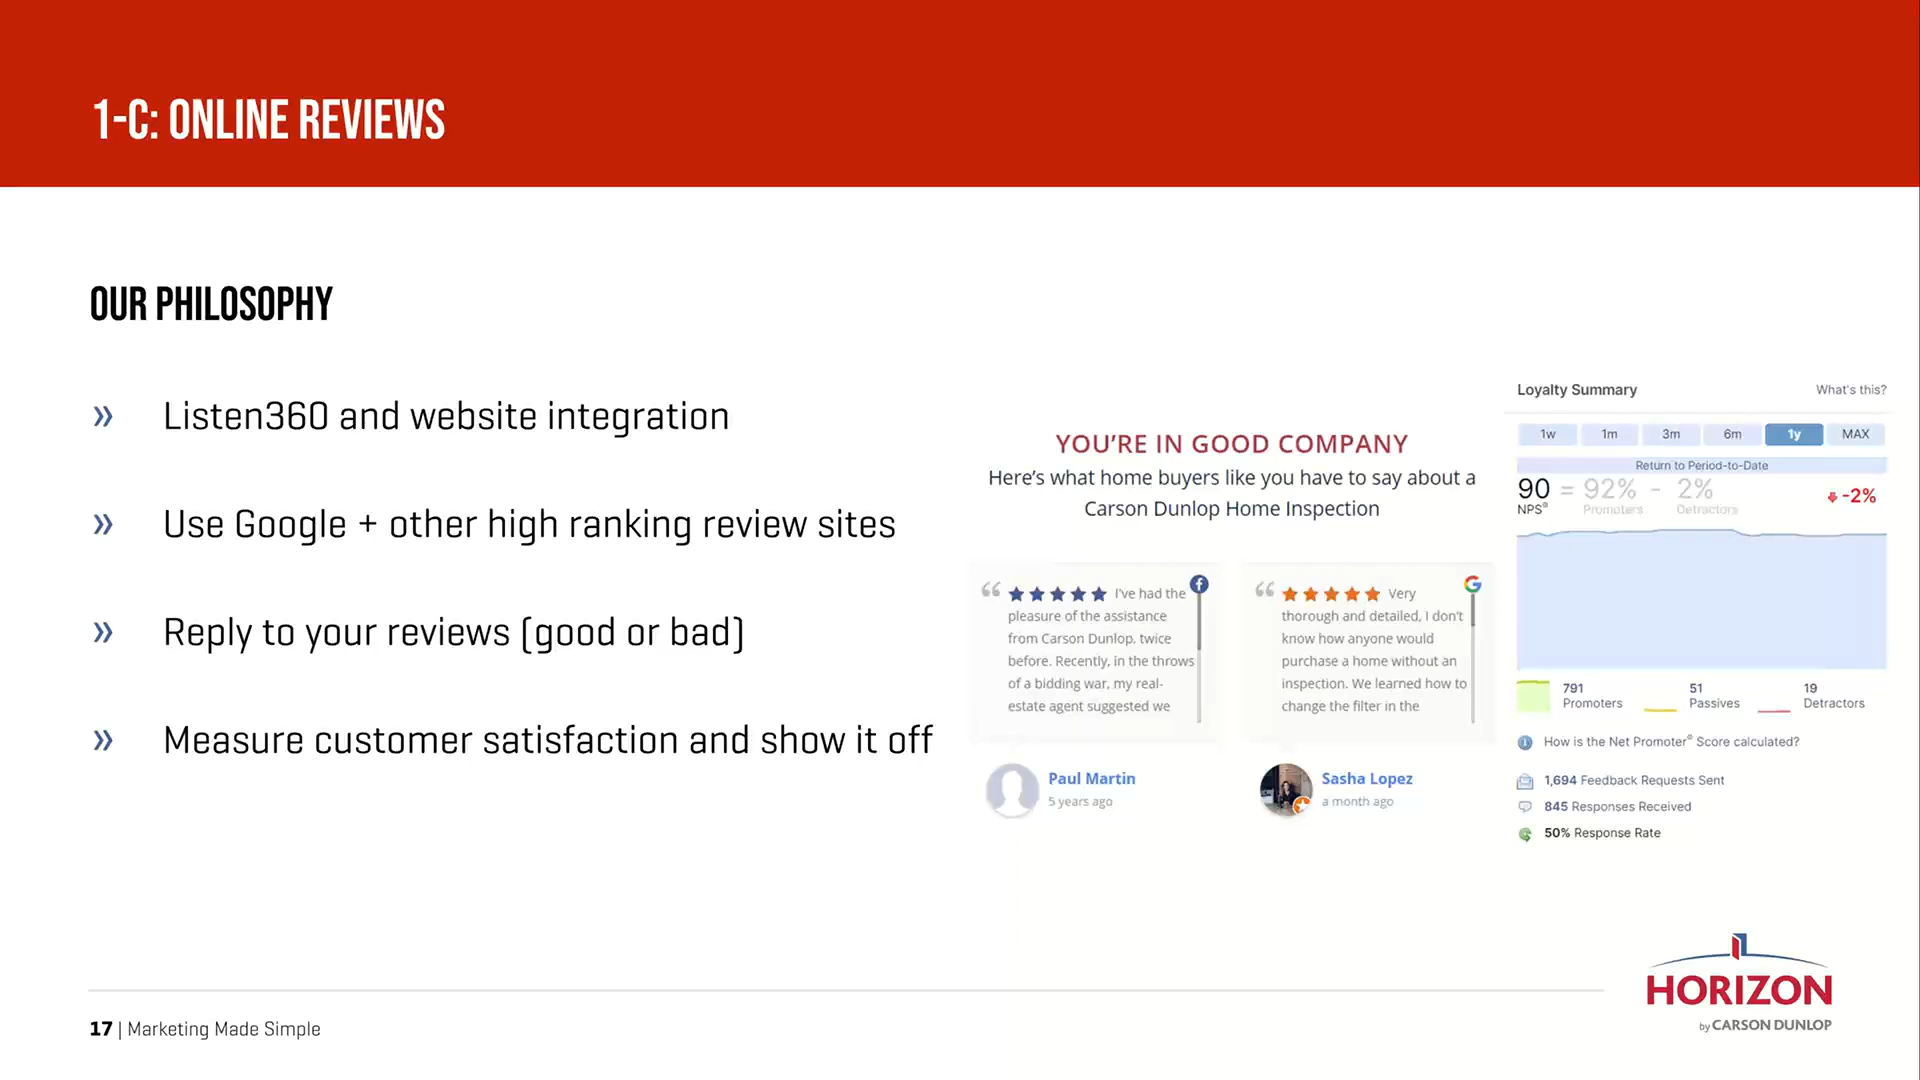 1-C: ONLINE REVIEWS
OUR PHILOSOPHY
» Listen360 and website integration
» Use Google + other high ranking review sites
» Reply to your reviews (good or bad)
» Measure customer satisfaction and show it off
YOU'RE IN GOOD COMPANY
Here's what home buyers like you have to say about a
Carson Dunlop Home Inspection
“ ★★★★★ I've had the
pleasure of the assistance
from Carson Dunlop, twice
before. Recently, in the throws
of a bidding war, my real-
estate agent suggested we
Paul Martin
5 years ago
“ ★★★★★ Very
thorough and detailed, I don't
know how anyone would
purchase a home without an
inspection. We learned how to
change the filter in the
Sasha Lopez
a month ago
Loyalty Summary What's this?
1w 1m 3m 6m 1y MAX
Return to Period-to-Date
90 = 92% - 2% -2%
NPS® Promoters Detractors
791 51 19
Promoters Passives Detractors
How is the Net Promoter® Score calculated?
1,694 Feedback Requests Sent
845 Responses Received
50% Response Rate
HORIZON
by CARSON DUNLOP
17 | Marketing Made Simple